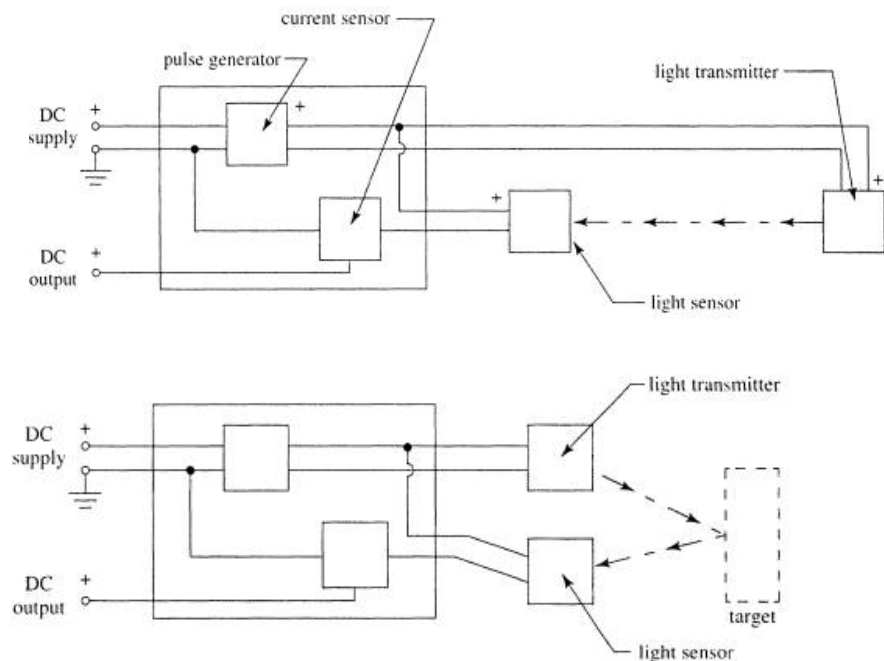 current sensor
pulse generator
light transmitter
DC
supply
+
+
+
+
DC
output
+
light sensor
light transmitter
DC
supply
+
DC
output
+
target
light sensor